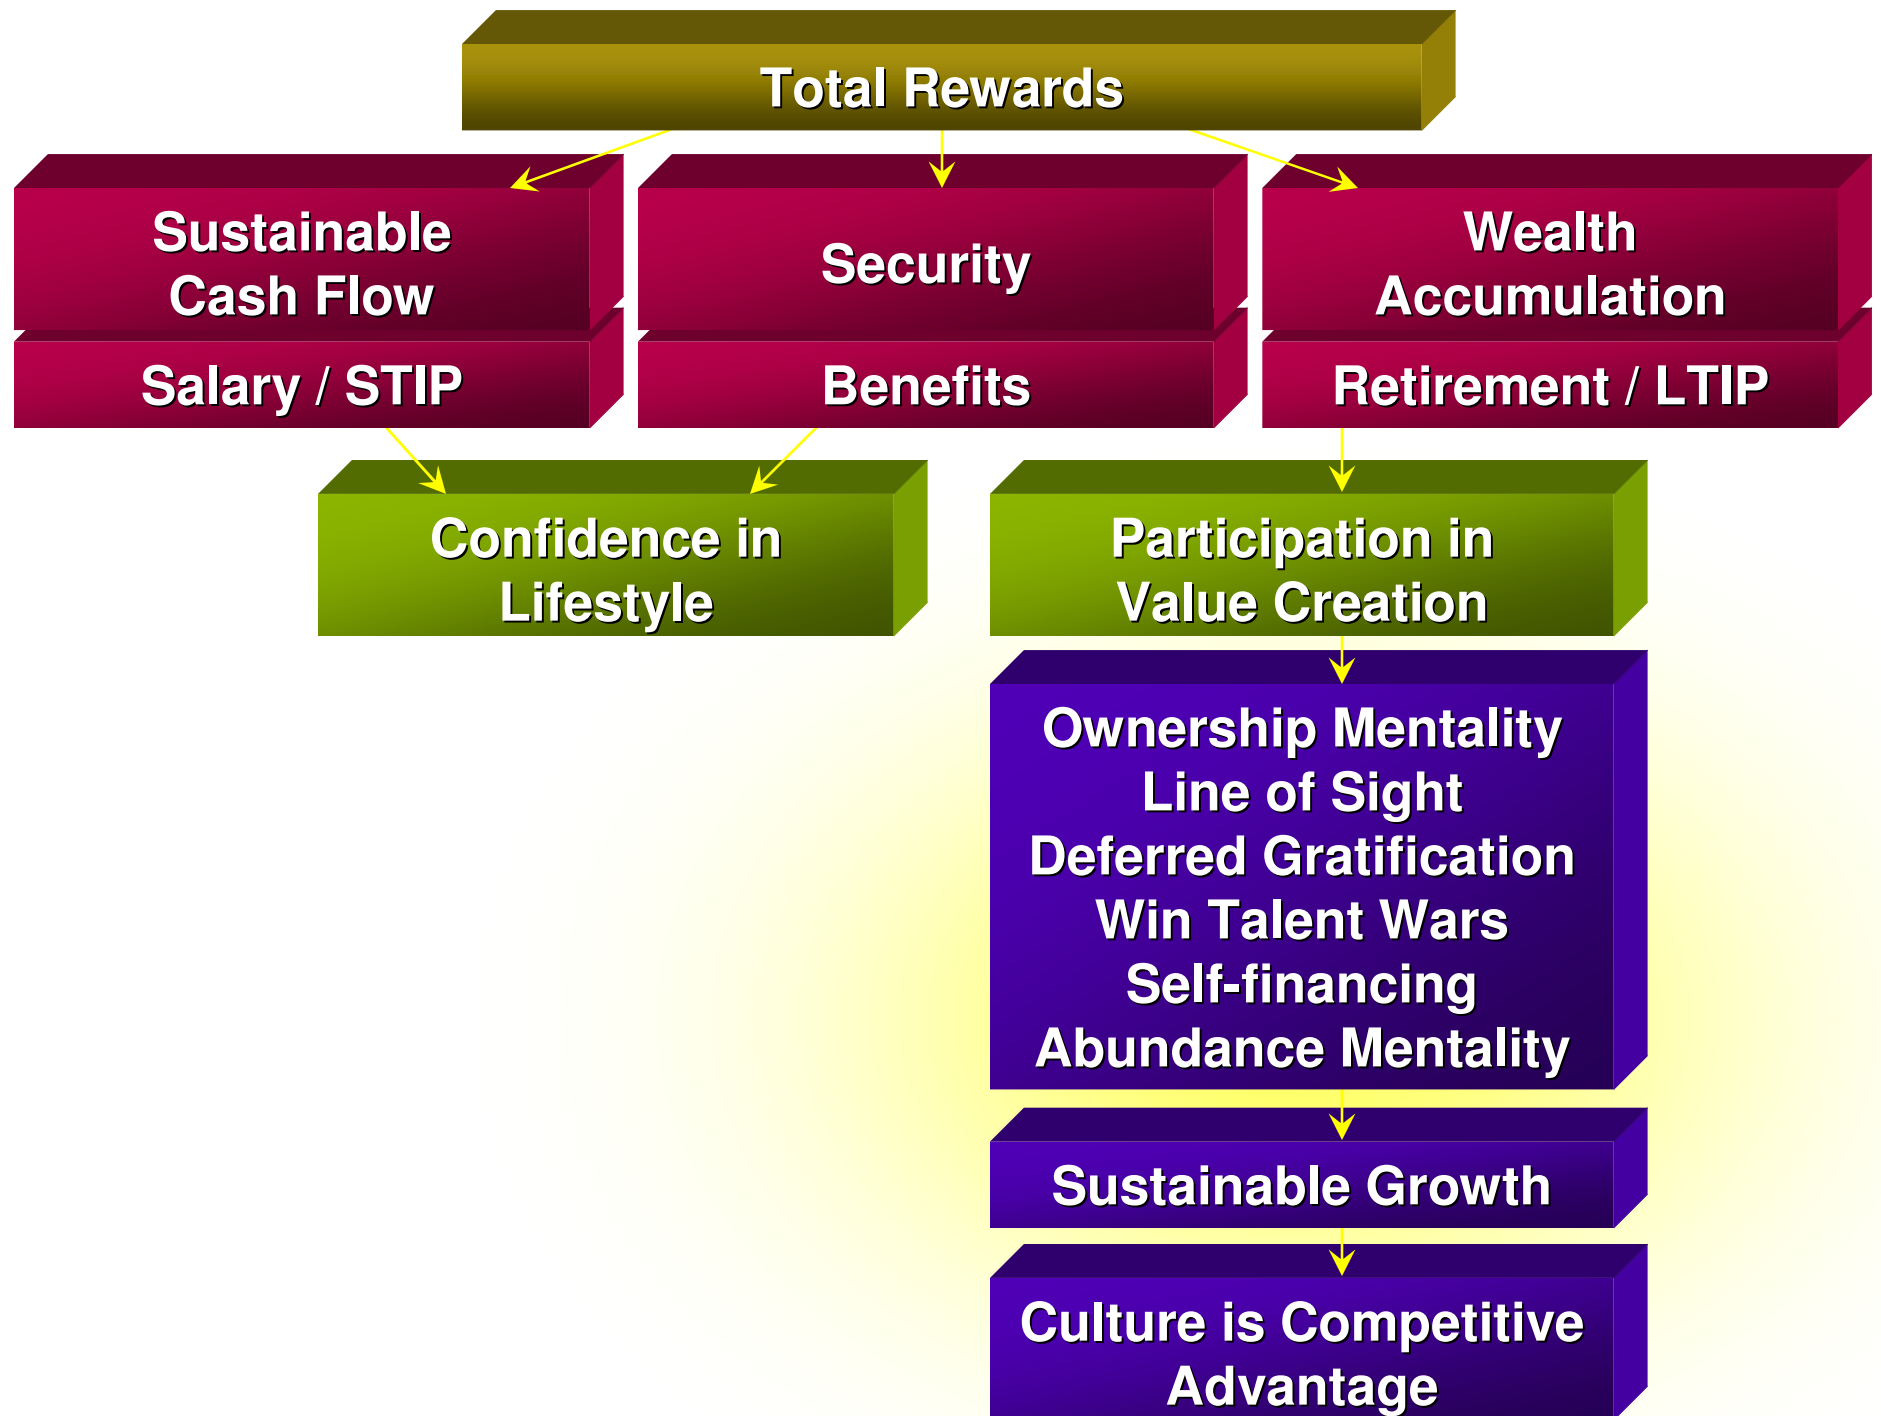 Total Rewards
Sustainable
Cash Flow
Security
Wealth
Accumulation
Salary / STIP
Benefits
Retirement / LTIP
Confidence in
Lifestyle
Participation in
Value Creation
Ownership Mentality
Line of Sight
Deferred Gratification
Win Talent Wars
Self-financing
Abundance Mentality
Sustainable Growth
Culture is Competitive
Advantage